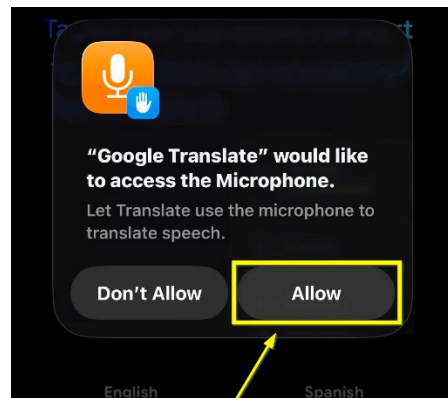 “Google Translate” would like
to access the Microphone.
Let Translate use the microphone to
translate speech.
Don’t Allow
Allow
English
Spanish